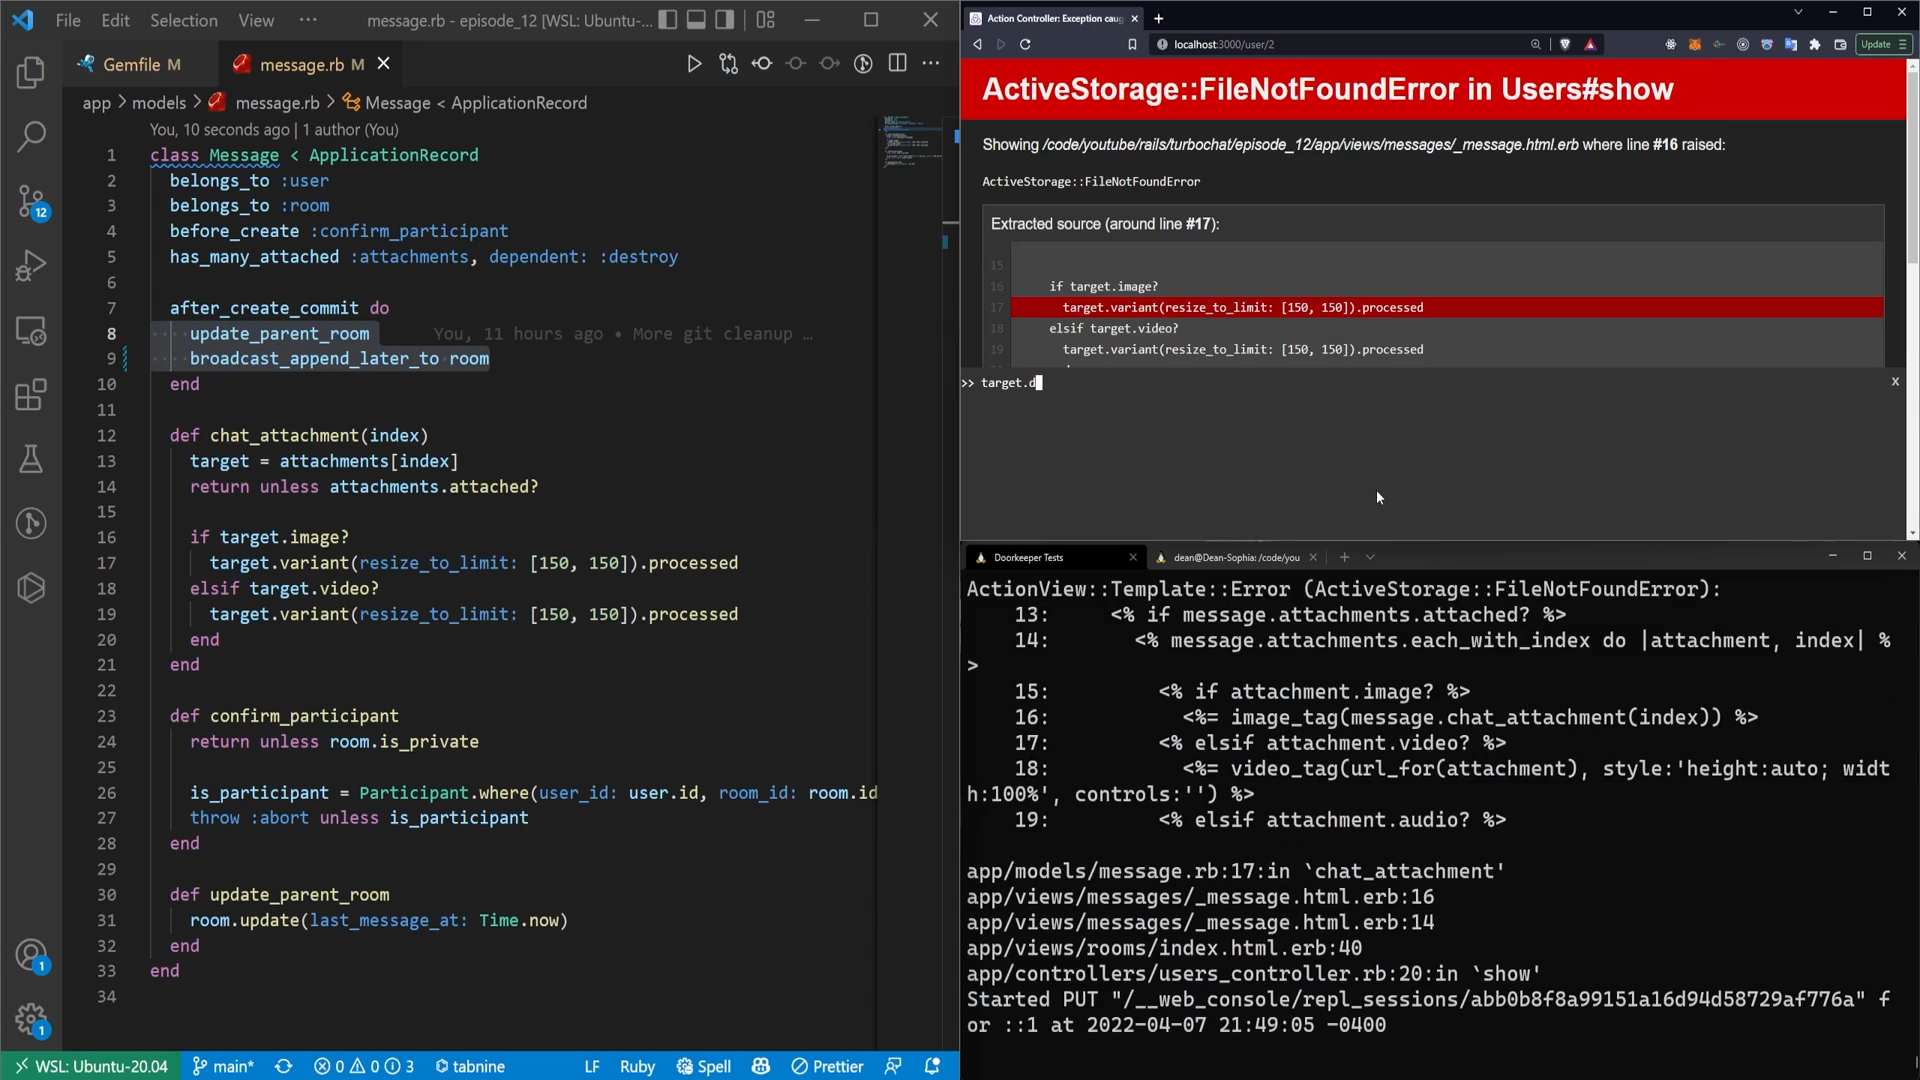 File Edit Selection View ··· message.rb - episode_12 [WSL: Ubuntu-...
Gemfile M
message.rb M
app > models > message.rb > Message < ApplicationRecord
You, 10 seconds ago | 1 author (You)
1 class Message < ApplicationRecord
2 belongs_to :user
3 belongs_to :room
4 before_create :confirm_participant
5 has_many_attached :attachments, dependent: :destroy
6
7 after_create_commit do
8 update_parent_room You, 11 hours ago • More git cleanup …
9 broadcast_append_later_to room
10 end
11
12 def chat_attachment(index)
13 target = attachments[index]
14 return unless attachments.attached?
15
16 if target.image?
17 target.variant(resize_to_limit: [150, 150]).processed
18 elsif target.video?
19 target.variant(resize_to_limit: [150, 150]).processed
20 end
21 end
22
23 def confirm_participant
24 return unless room.is_private
25
26 is_participant = Participant.where(user_id: user.id, room_id: room.id
27 throw :abort unless is_participant
28 end
29
30 def update_parent_room
31 room.update(last_message_at: Time.now)
32 end
33 end
34
12
1
1
WSL: Ubuntu-20.04 main* 0 0 3 tabnine LF Ruby Spell Prettier
Action Controller: Exception caug
localhost:3000/user/2
Update
ActiveStorage::FileNotFoundError in Users#show
Showing /code/youtube/rails/turbochat/episode_12/app/views/messages/_message.html.erb where line #16 raised:
ActiveStorage::FileNotFoundError
Extracted source (around line #17):
15
16 if target.image?
17 target.variant(resize_to_limit: [150, 150]).processed
18 elsif target.video?
19 target.variant(resize_to_limit: [150, 150]).processed
>> target.d
x
Doorkeeper Tests
dean@Dean-Sophia: /code/you
ActionView::Template::Error (ActiveStorage::FileNotFoundError):
13: <% if message.attachments.attached? %>
14: <% message.attachments.each_with_index do |attachment, index| %
>
15: <% if attachment.image? %>
16: <%= image_tag(message.chat_attachment(index)) %>
17: <% elsif attachment.video? %>
18: <%= video_tag(url_for(attachment), style:'height:auto; widt
h:100%', controls:'') %>
19: <% elsif attachment.audio? %>
app/models/message.rb:17:in `chat_attachment'
app/views/messages/_message.html.erb:16
app/views/messages/_message.html.erb:14
app/views/rooms/index.html.erb:40
app/controllers/users_controller.rb:20:in `show'
Started PUT "/__web_console/repl_sessions/abb0b8f8a99151a16d94d58729af776a" f
or ::1 at 2022-04-07 21:49:05 -0400